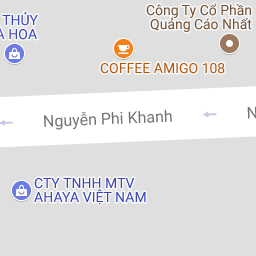 THỦY
A HOA
Công Ty Cổ Phần
Quảng Cáo Nhất
COFFEE AMIGO 108
Nguyễn Phi Khanh
N
CTY TNHH MTV
AHAYA VIỆT NAM